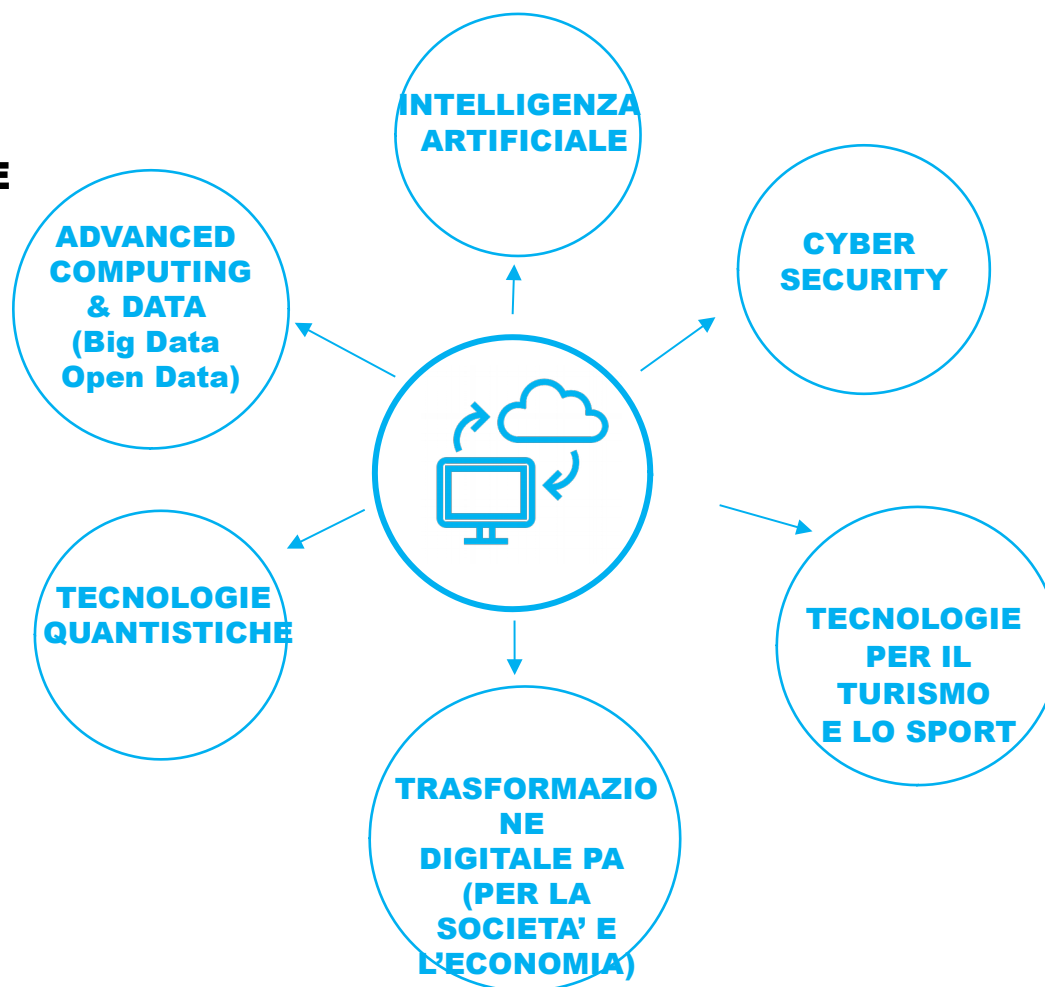 INTELLIGENZA
ARTIFICIALE
E
ADVANCED
COMPUTING
& DATA
(Big Data
Open Data)
CYBER
SECURITY
TECNOLOGIE
QUANTISTICHE
TECNOLOGIE
PER IL
TURISMO
E LO SPORT
TRASFORMAZIO
NE
DIGITALE PA
(PER LA
SOCIETA’ E
L’ECONOMIA)